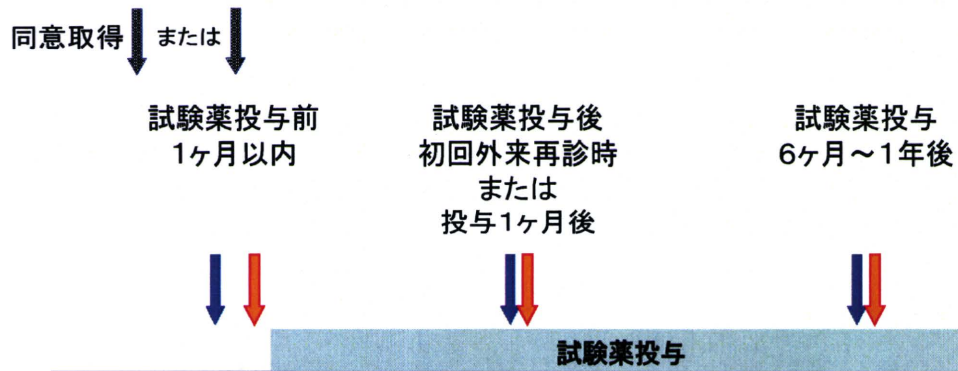 同意取得 または
試験薬投与前
1ヶ月以内
試験薬投与後
初回外来再診時
または
投与1ヶ月後
試験薬投与
6ヶ月～1年後
試験薬投与